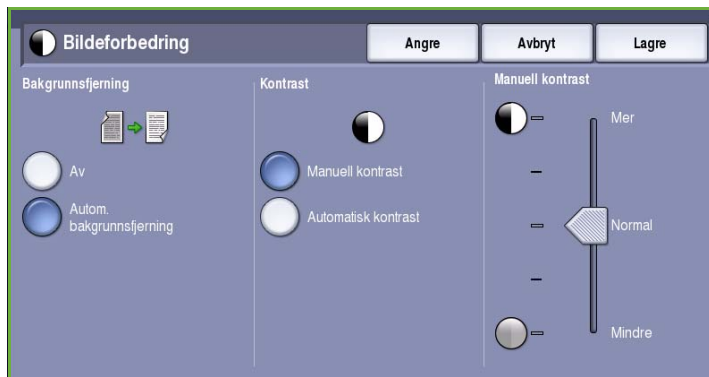 Bildeforbedring
Angre
Avbryt
Lagre
Bakgrunnsfjerning
Av
Autom.
bakgrunnsfjerning
Kontrast
Manuell kontrast
Automatisk kontrast
Manuell kontrast
Mer
Normal
Mindre